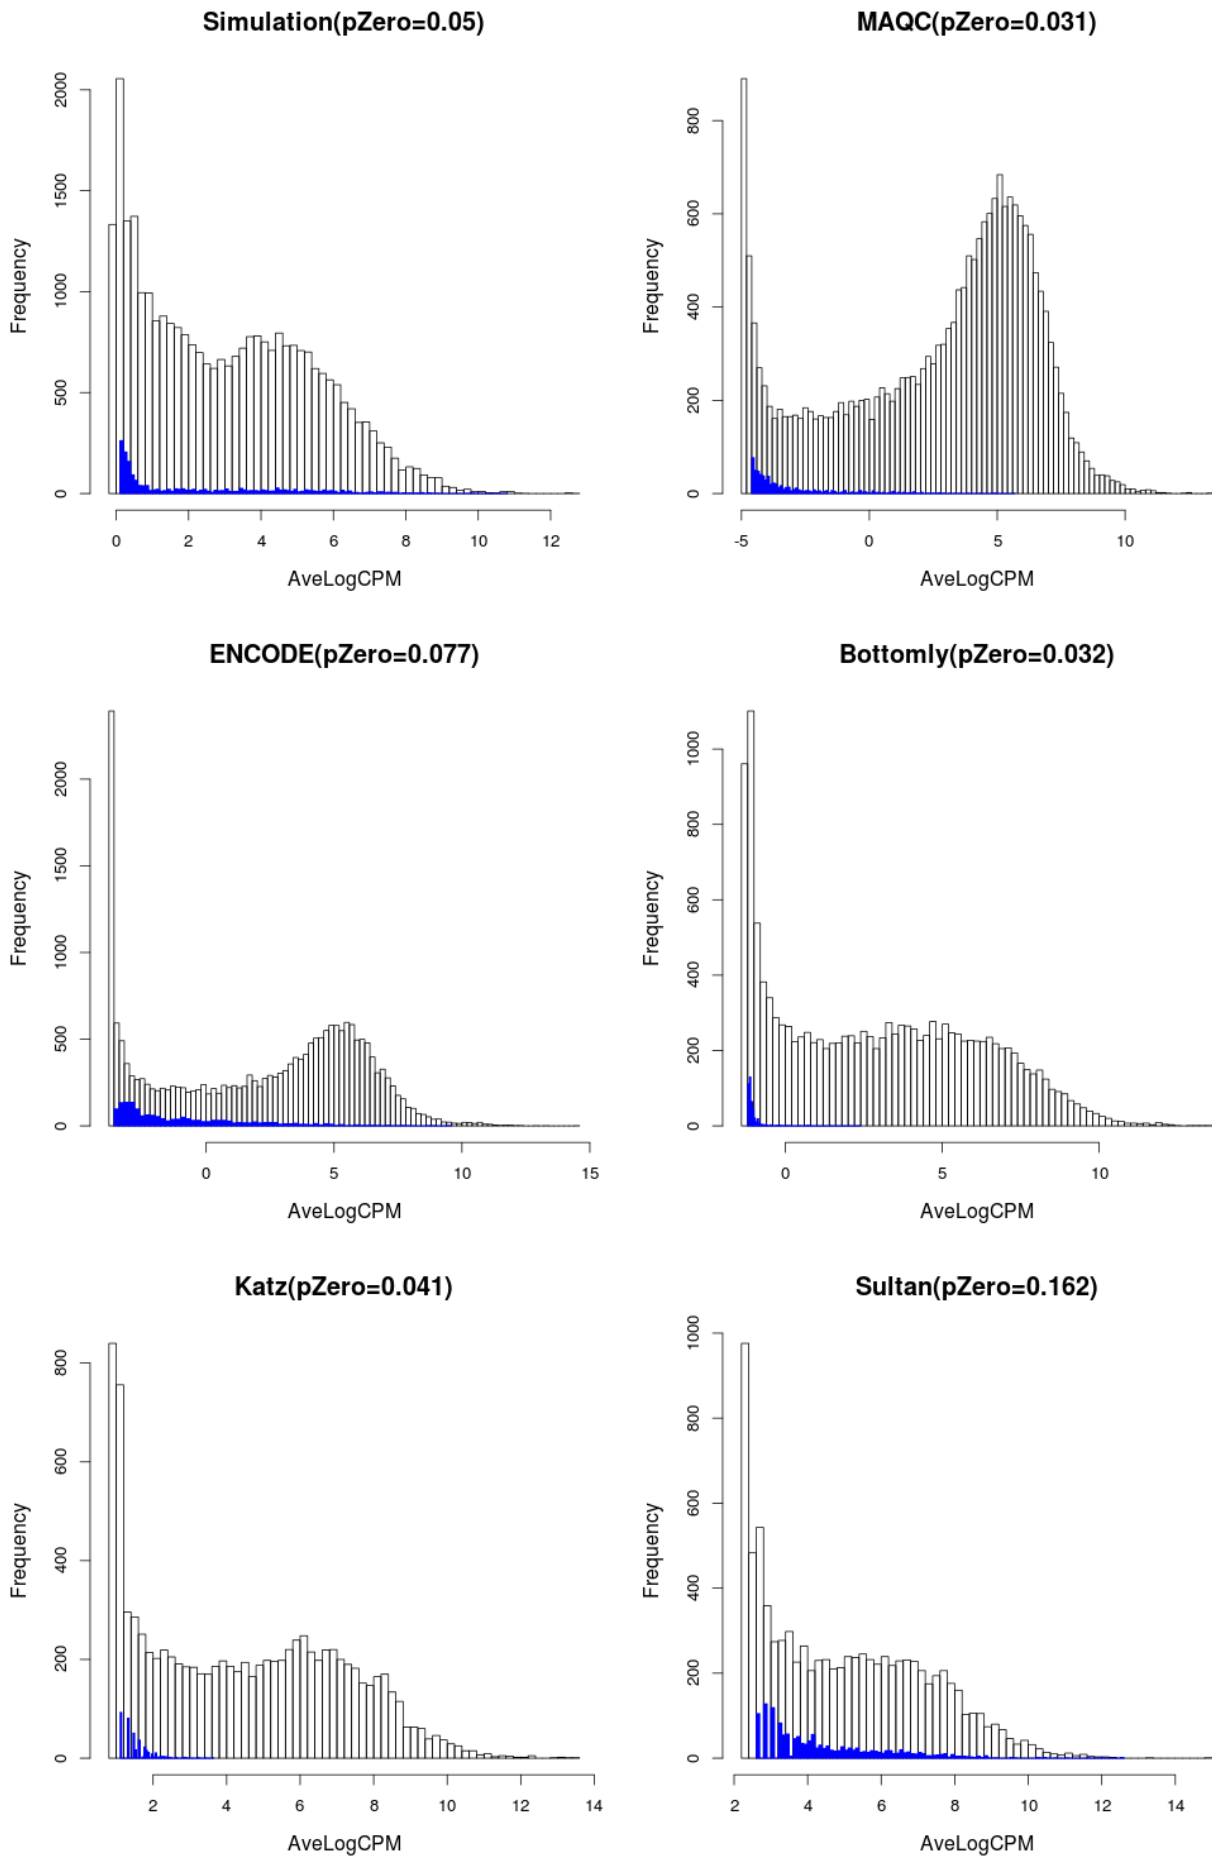 Simulation(pZero=0.05)
Frequency
0 500 1000 1500 2000
0 2 4 6 8 10 12
AveLogCPM
MAQC(pZero=0.031)
Frequency
0 200 400 600 800
-5 0 5 10
AveLogCPM
ENCODE(pZero=0.077)
Frequency
0 500 1000 1500 2000
0 5 10 15
AveLogCPM
Bottomly(pZero=0.032)
Frequency
0 200 400 600 800 1000
0 5 10
AveLogCPM
Katz(pZero=0.041)
Frequency
0 200 400 600 800
2 4 6 8 10 12 14
AveLogCPM
Sultan(pZero=0.162)
Frequency
0 200 400 600 800 1000
2 4 6 8 10 12 14
AveLogCPM